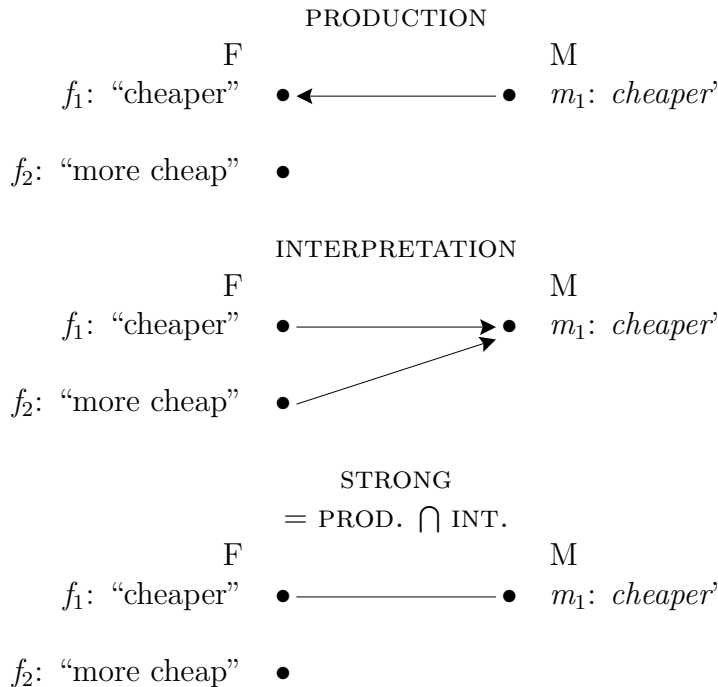 PRODUCTION
F M
f₁: “cheaper” m₁: cheaper’
f₂: “more cheap”
INTERPRETATION
F M
f₁: “cheaper” m₁: cheaper’
f₂: “more cheap”
STRONG
= PROD. ⋂ INT.
F M
f₁: “cheaper” m₁: cheaper’
f₂: “more cheap”